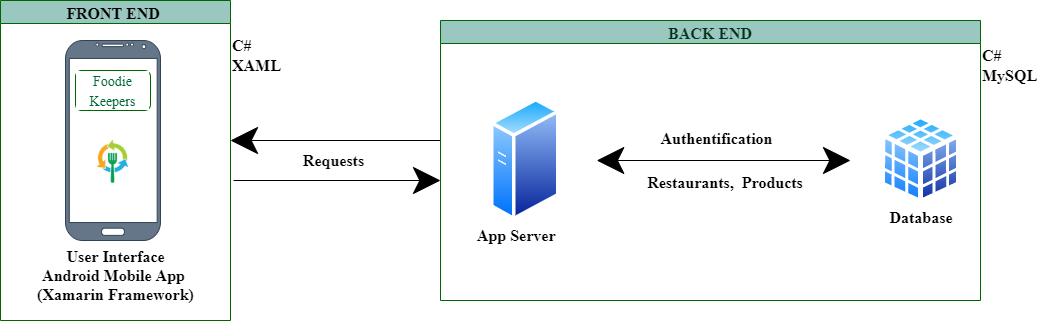 FRONT END
Foodie
Keepers
User Interface
Android Mobile App
(Xamarin Framework)
C#
XAML
Requests
BACK END
App Server
Authentification
Restaurants, Products
Database
C#
MySQL